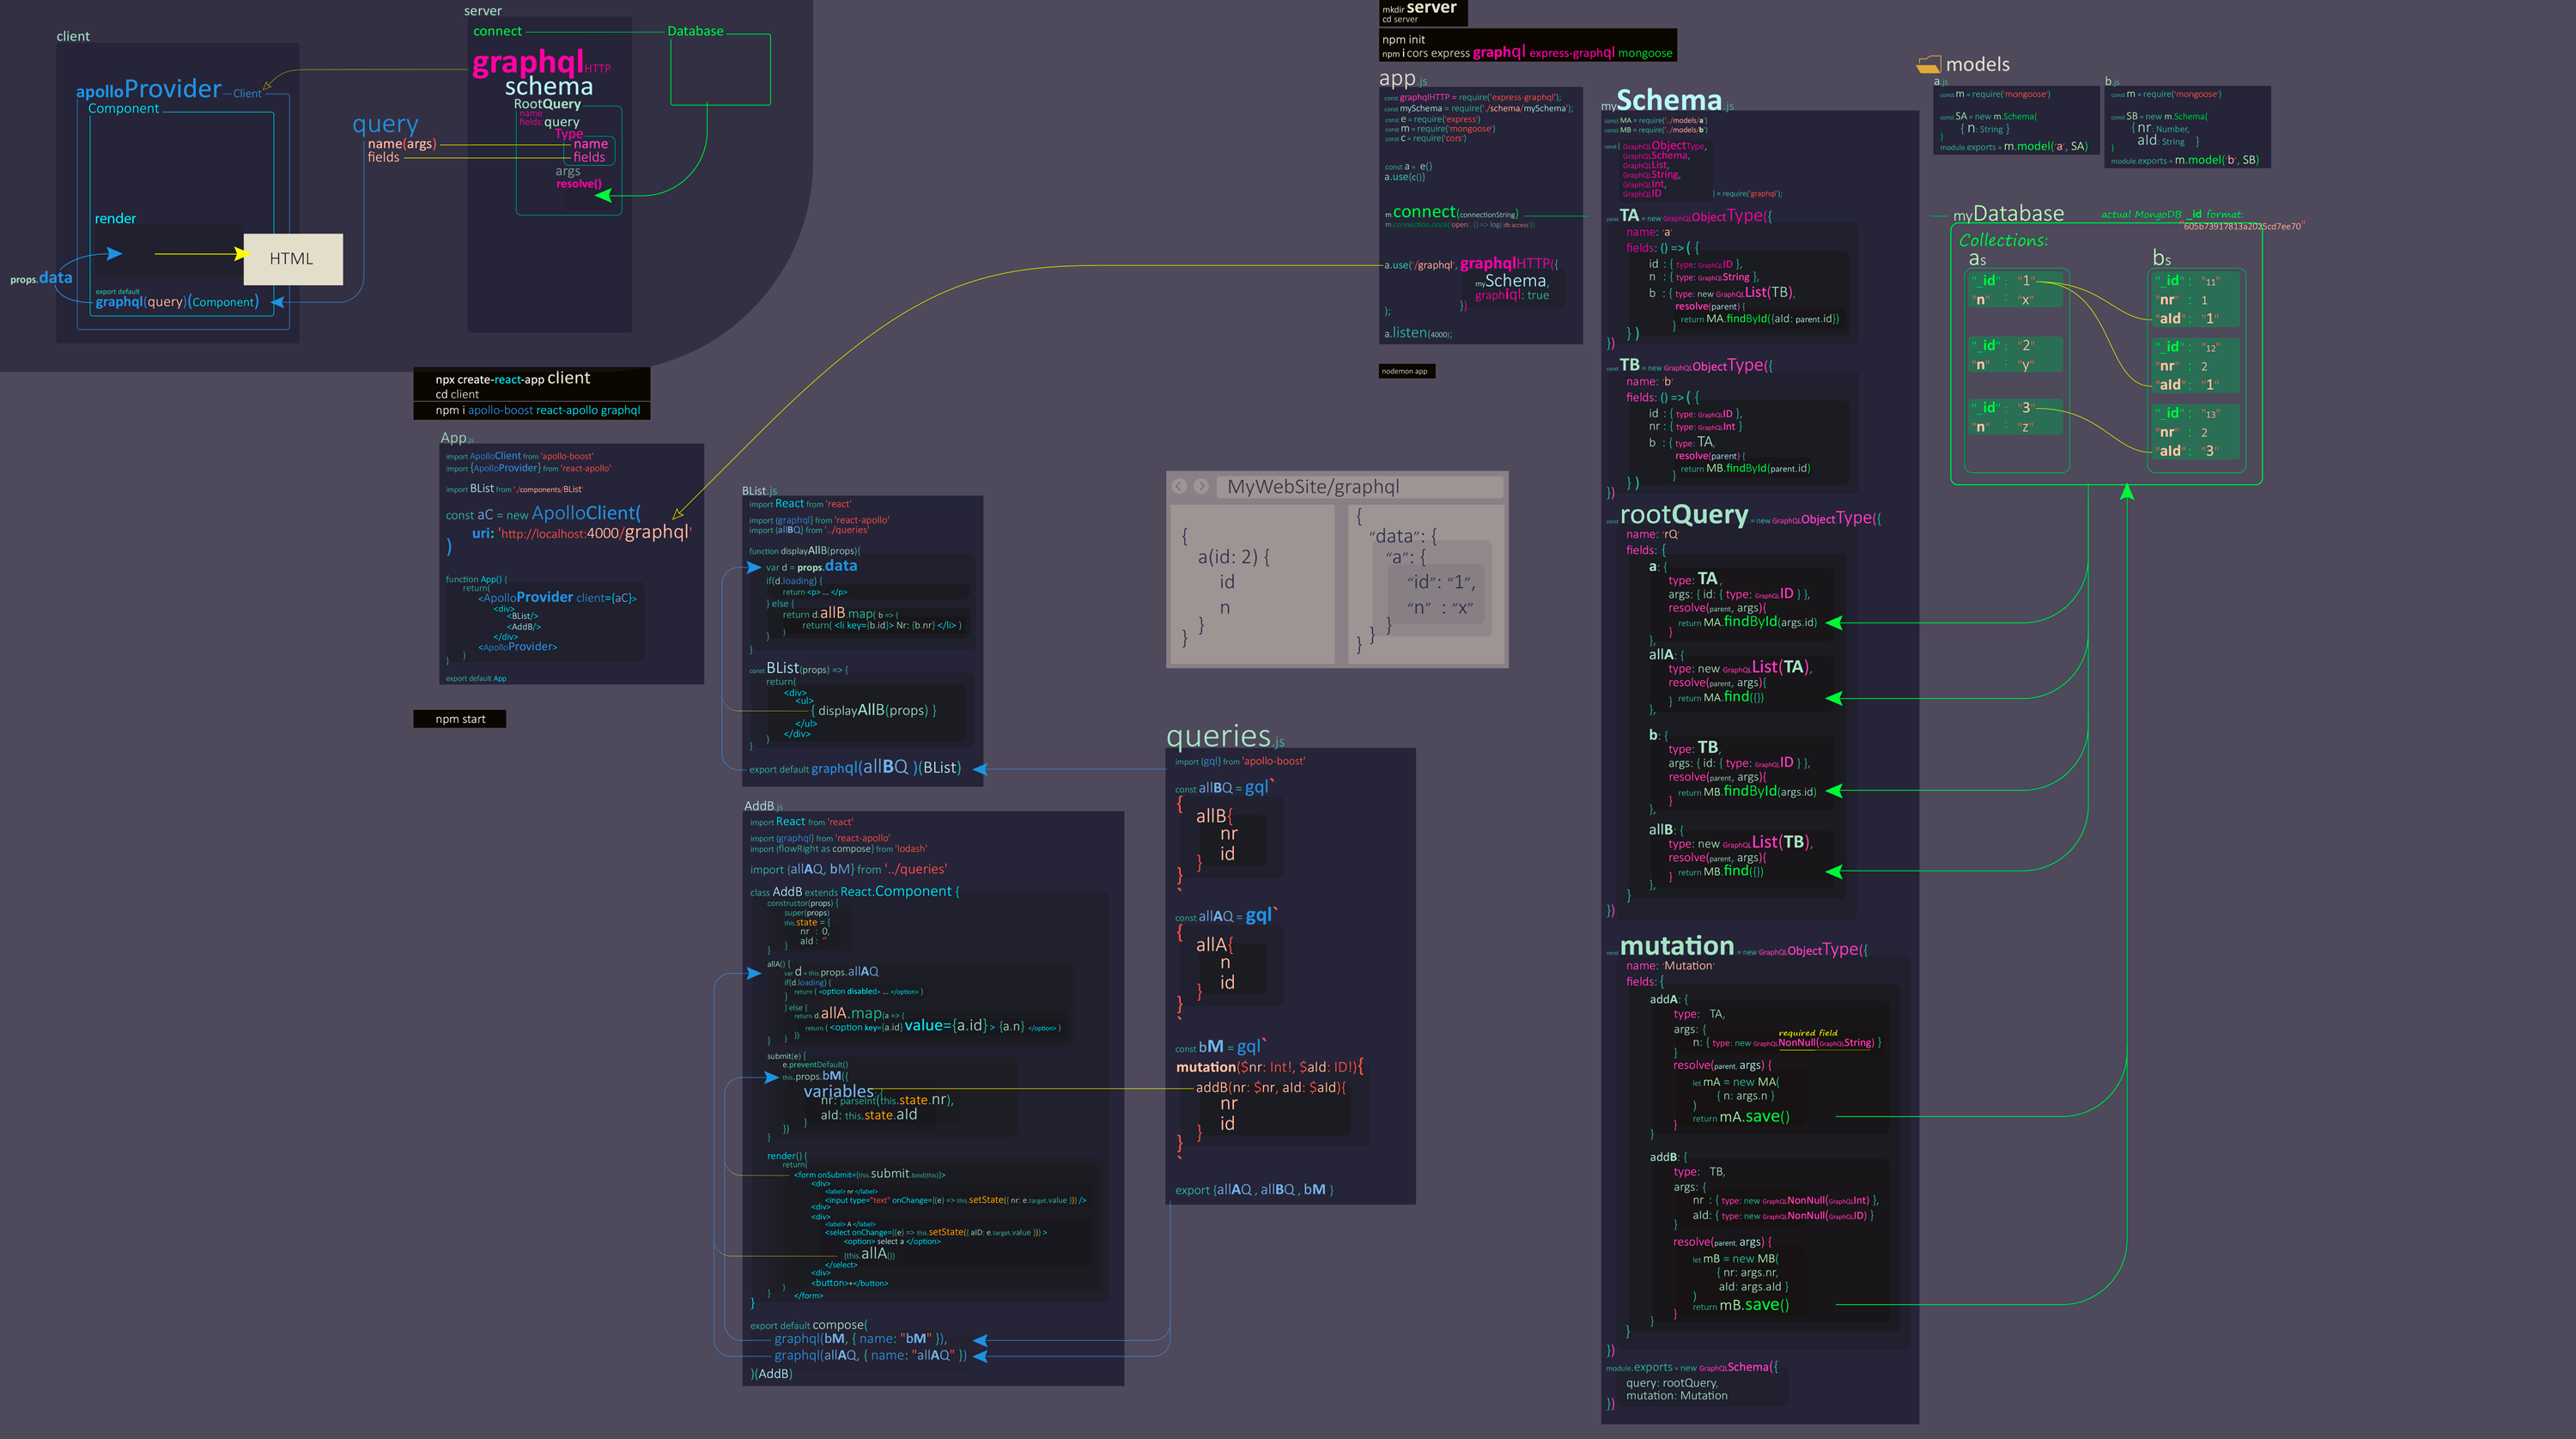 client
apolloProvider Client
Component
render
HTML
props.data
export default
graphql(query)(Component)
query
name(args)
fields
server
connect
Database
graphqlHTTP
schema
RootQuery
name
fields: query
Type
name
fields
args
resolve()
npx create-react-app client
cd client
npm i apollo-boost react-apollo graphql
App.js
import ApolloClient from 'apollo-boost'
import {ApolloProvider} from 'react-apollo'
import BList from './components/BList'
const aC = new ApolloClient(
uri: 'http://localhost:4000/graphql'
)
function App() {
return(
<ApolloProvider client={aC}>
<div>
<BList/>
<AddB/>
</div>
<ApolloProvider>
)
}
export default App
npm start
BList.js
import React from 'react'
import {graphql} from 'react-apollo'
import {allBQ} from '../queries'
function displayAllB(props){
var d = props.data
if(d.loading) {
return <p> ... </p>
} else {
return d.allB.map( b => {
return( <li key={b.id}> Nr: {b.nr} </li> )
}
}
}
const BList(props) => {
return(
<div>
<ul>
{ displayAllB(props) }
</ul>
</div>
)
}
export default graphql(allBQ )(BList)
AddB.js
import React from 'react'
import {graphql} from 'react-apollo'
import {flowRight as compose} from 'lodash'
import {allAQ, bM} from '../queries'
class AddB extends React.Component {
constructor(props) {
super(props)
this.state = {
nr : 0,
aId : ''
}
}
allA() {
var d = this.props.allAQ
if(d.loading) {
return ( <option disabled> ... </option> )
}
} else {
return d.allA.map(a => {
return ( <option key={a.id} value={a.id} > {a.n} </option> )
})
} }
submit(e) {
e.preventDefault()
this.props.bM({
variables: {
nr: parseInt(this.state.nr),
aId: this.state.aId
}
})
}
render() {
return(
<form onSubmit={this.submit.bind(this)}>
<div>
<label> nr </label>
<input type="text" onChange={(e) => this.setState({ nr: e.target.value })} />
<div>
<div>
<label> A </label>
<select onChange={(e) => this.setState({ aID: e.target.value })} >
<option> select a </option>
{this.allA()}
</select>
<div>
<button>+</button>
} )
</form>
}
export default compose(
graphql(bM, { name: "bM" }),
graphql(allAQ, { name: "allAQ" })
)(AddB)
MyWebSite/graphql
{
a(id: 2) {
id
n
}
}
{
"data": {
"a": {
"id": "1",
"n" : "x"
}
}
}
queries.js
import {gql} from 'apollo-boost'
const allBQ = gql`
{
allB{
nr
id
}
}
`
const allAQ = gql`
{
allA{
n
id
}
}
`
const bM = gql`
mutation($nr: Int!, $aId: ID!){
addB(nr: $nr, aId: $aId){
nr
id
}
}
`
export {allAQ , allBQ , bM }
mkdir server
cd server
npm init
npm i cors express graphql express-graphql mongoose
app.js
const graphqlHTTP = require('express-graphql');
const mySchema = require('./schema/mySchema');
const e = require('express')
const m = require('mongoose')
const c = require('cors')
const a = e()
a.use(c())
m.connect(connectionString)
m.connection.once('open', () => log('db access'))
a.use('/graphql', graphqlHTTP({
mySchema,
graphiql: true
})
);
a.listen(4000);
nodemon app
mySchema.js
const MA = require('../models/a')
const MB = require('../models/b')
const { GraphQLObjectType,
GraphQLSchema,
GraphQLList,
GraphQLString,
GraphQLInt,
GraphQLID } = require('graphql');
const TA = new GraphQLObjectType({
name: 'a'
fields: () => ( {
id : { type: GraphQLID },
n : { type: GraphQLString },
b : { type: new GraphQLList(TB),
resolve(parent) {
return MA.findById({aId: parent.id})
}
} )
})
const TB = new GraphQLObjectType({
name: 'b'
fields: () => ( {
id : { type: GraphQLID },
nr : { type: GraphQLInt }
b : { type: TA,
resolve(parent) {
return MB.findById(parent.id)
}
} )
})
const rootQuery = new GraphQLObjectType({
name: 'rQ'
fields: {
a: {
type: TA ,
args: { id: { type: GraphQLID } },
resolve(parent, args){
return MA.findById(args.id)
}
},
allA: {
type: new GraphQLList(TA),
resolve(parent, args){
} return MA.find({})
},
b: {
type: TB,
args: { id: { type: GraphQLID } },
resolve(parent, args){
return MB.findById(args.id)
}
},
allB: {
type: new GraphQLList(TB),
resolve(parent, args){
} return MB.find({})
},
}
})
const mutation = new GraphQLObjectType({
name: 'Mutation'
fields: {
addA: {
type: TA,
args: {
required field
n: { type: new GraphQLNonNull(GraphQLString) }
}
resolve(parent, args) {
let mA = new MA(
{ n: args.n }
)
return mA.save()
}
}
addB: {
type: TB,
args: {
nr : { type: new GraphQLNonNull(GraphQLInt) },
aId: { type: new GraphQLNonNull(GraphQLID) }
}
resolve(parent, args) {
let mB = new MB(
{ nr: args.nr,
aId: args.aId }
)
return mB.save()
}
}
}
})
module.exports = new GraphQLSchema({
query: rootQuery,
mutation: Mutation
})
models
a.js
const m = require('mongoose')
const SA = new m.Schema(
{ n: String }
)
module.exports = m.model('a', SA)
b.js
const m = require('mongoose')
const SB = new m.Schema(
{ nr: Number,
aId: String }
)
module.exports = m.model('b', SB)
myDatabase
actual MongoDB _id format:
"605b73917813a2025cd7ee70"
Collections:
as
"_id" : "1"
"n" : "x"
"_id" : "2"
"n" : "y"
"_id" : "3"
"n" : "z"
bs
"_id" : "11"
"nr" : 1
"aId" : "1"
"_id" : "12"
"nr" : 2
"aId" : "1"
"_id" : "13"
"nr" : 2
"aId" : "3"